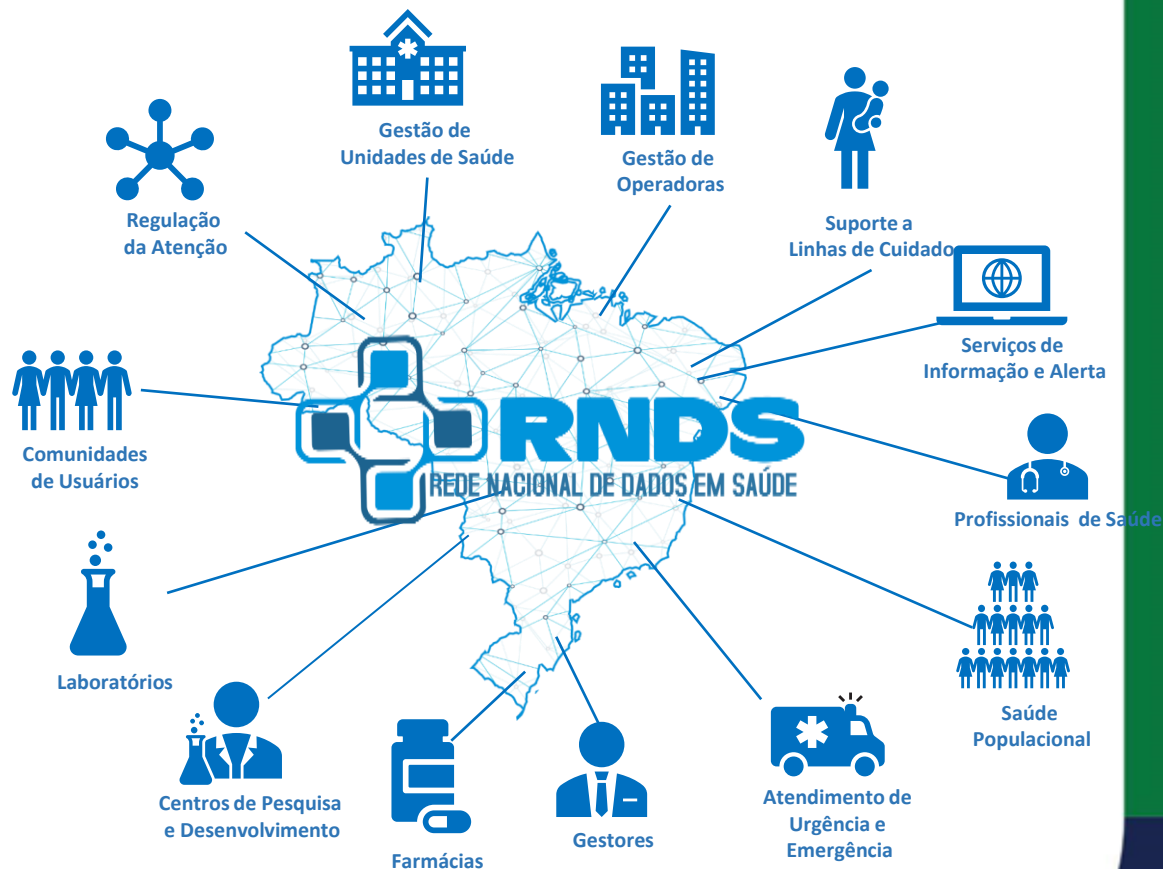 Gestão de
Unidades de Saúde
Gestão de
Operadoras
Regulação
da Atenção
Suporte a
Linhas de Cuidado
Serviços de
Informação e Alerta
RNDS
REDE NACIONAL DE DADOS EM SAÚDE
Comunidades
de Usuários
Profissionais de Saúde
Laboratórios
Saúde
Populacional
Centros de Pesquisa
e Desenvolvimento
Farmácias
Gestores
Atendimento de
Urgência e
Emergência